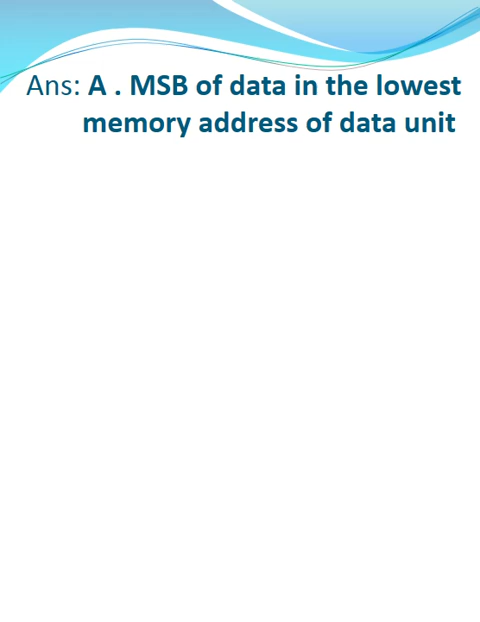 Ans: A . MSB of data in the lowest
memory address of data unit